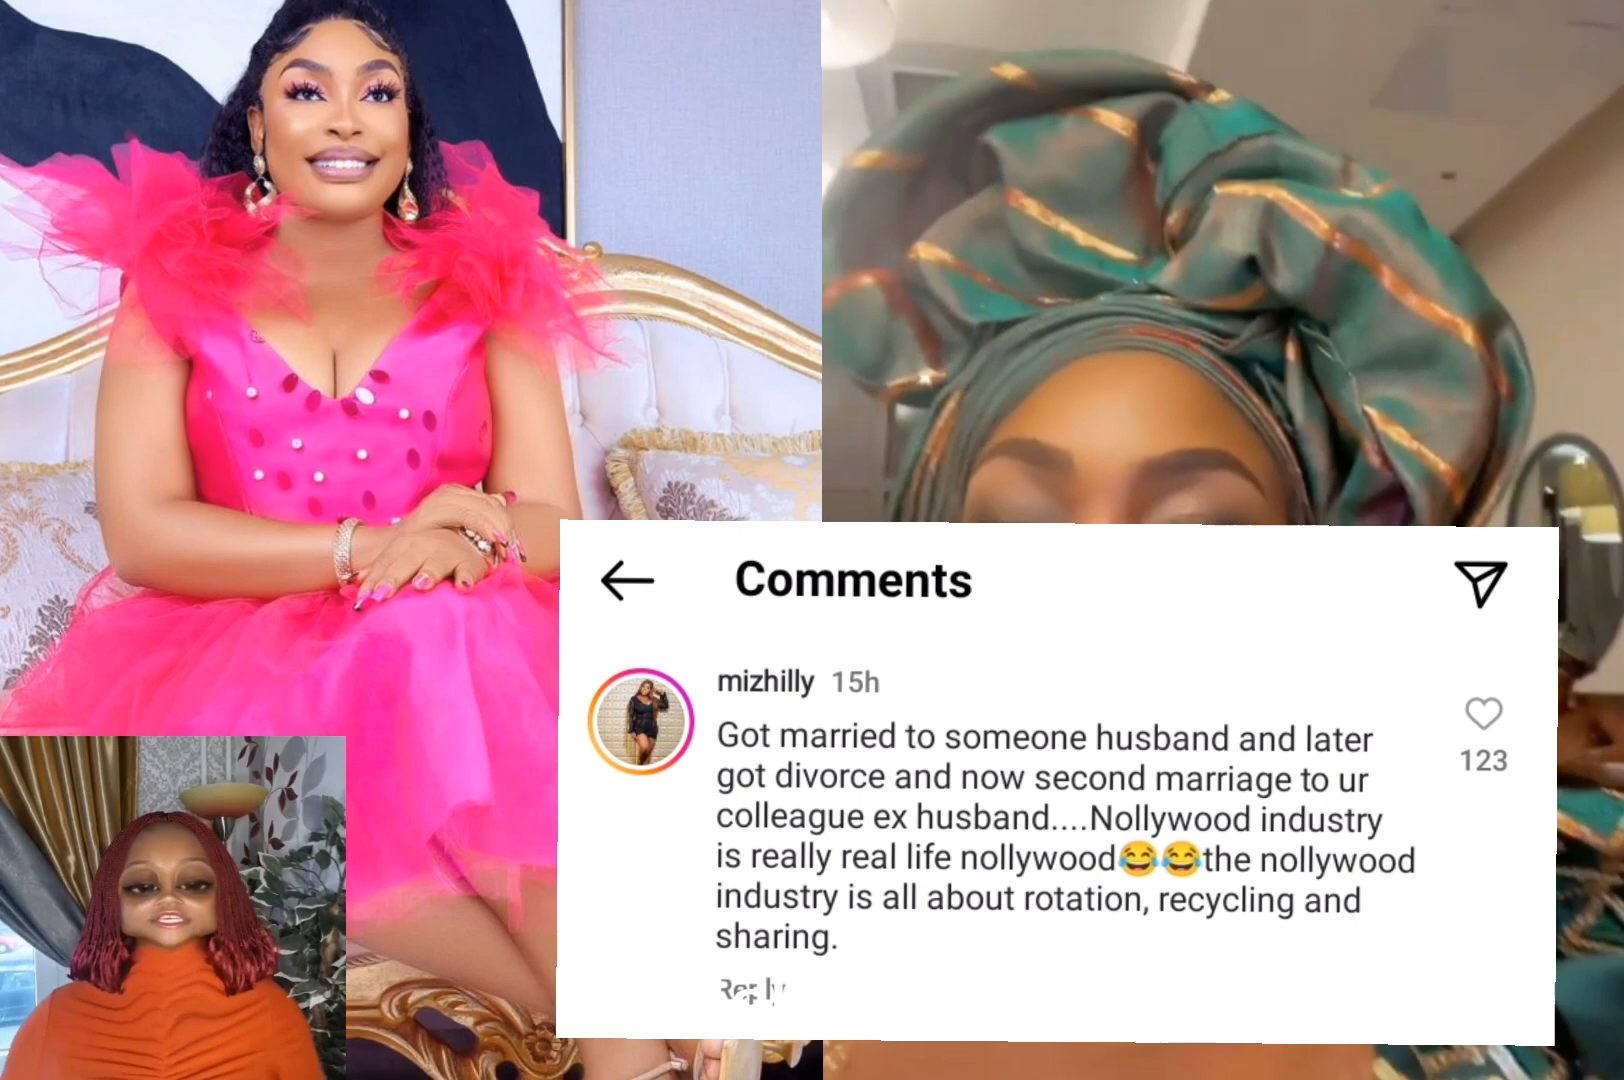 Comments
mizhilly 15h
Got married to someone husband and later
got divorce and now second marriage to ur
colleague ex husband....Nollywood industry
is really real life nollywood😂😂the nollywood
industry is all about rotation, recycling and
sharing.
123
Reply